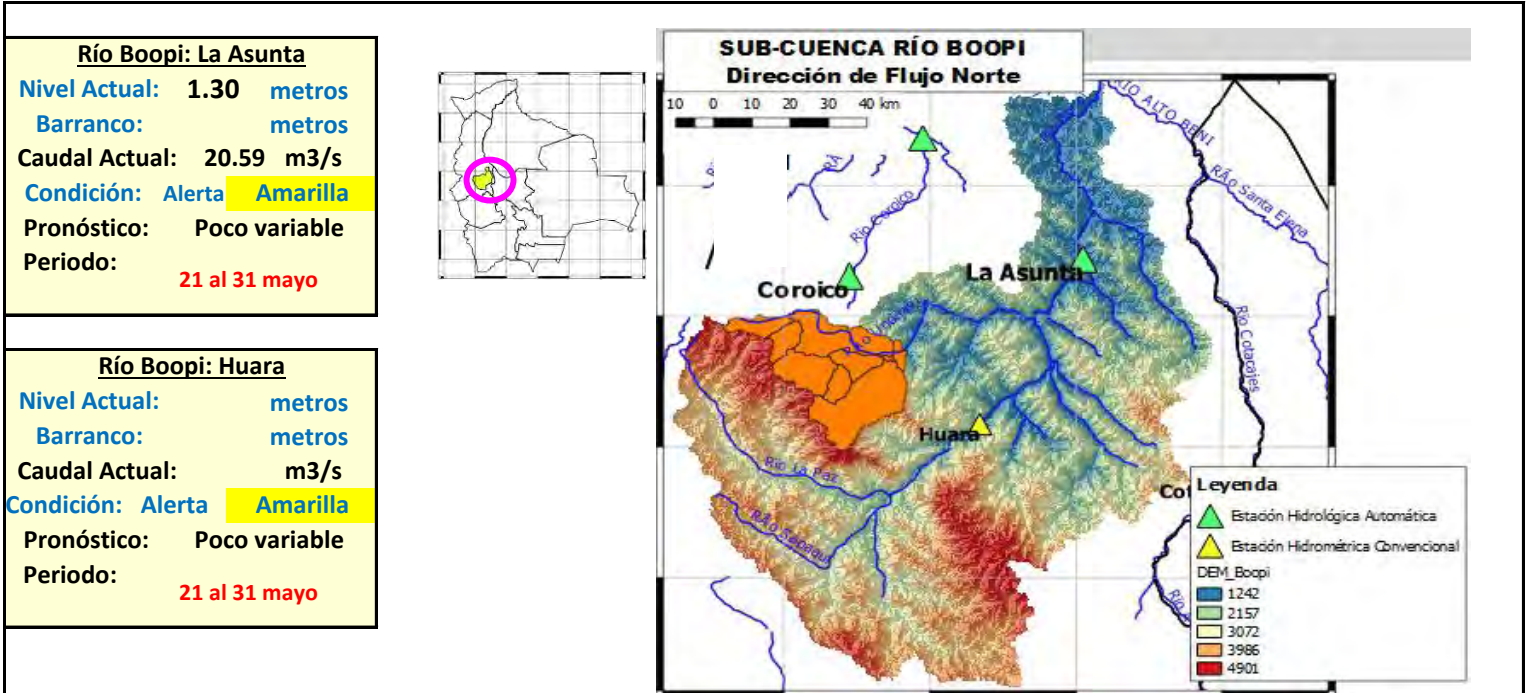 Río Boopi: La Asunta
Nivel Actual: 1.30 metros
Barranco: metros
Caudal Actual: 20.59 m3/s
Condición: Alerta Amarilla
Pronóstico: Poco variable
Periodo:
21 al 31 mayo
Río Boopi: Huara
Nivel Actual: metros
Barranco: metros
Caudal Actual: m3/s
Condición: Alerta Amarilla
Pronóstico: Poco variable
Periodo:
21 al 31 mayo
SUB-CUENCA RÍO BOOPI
Dirección de Flujo Norte
10 0 10 20 30 40 km
RÍO ALTO BENI
RÃo Santa Elena
Río Coroico
La Asunta
Coroico
Río Cotacajes
Huara
Río La Paz
RÃo Sapaqui
Leyenda
Estación Hidrológica Automática
Estación Hidrométrica Convencional
DEM_Boopi
1242
2157
3072
3986
4901